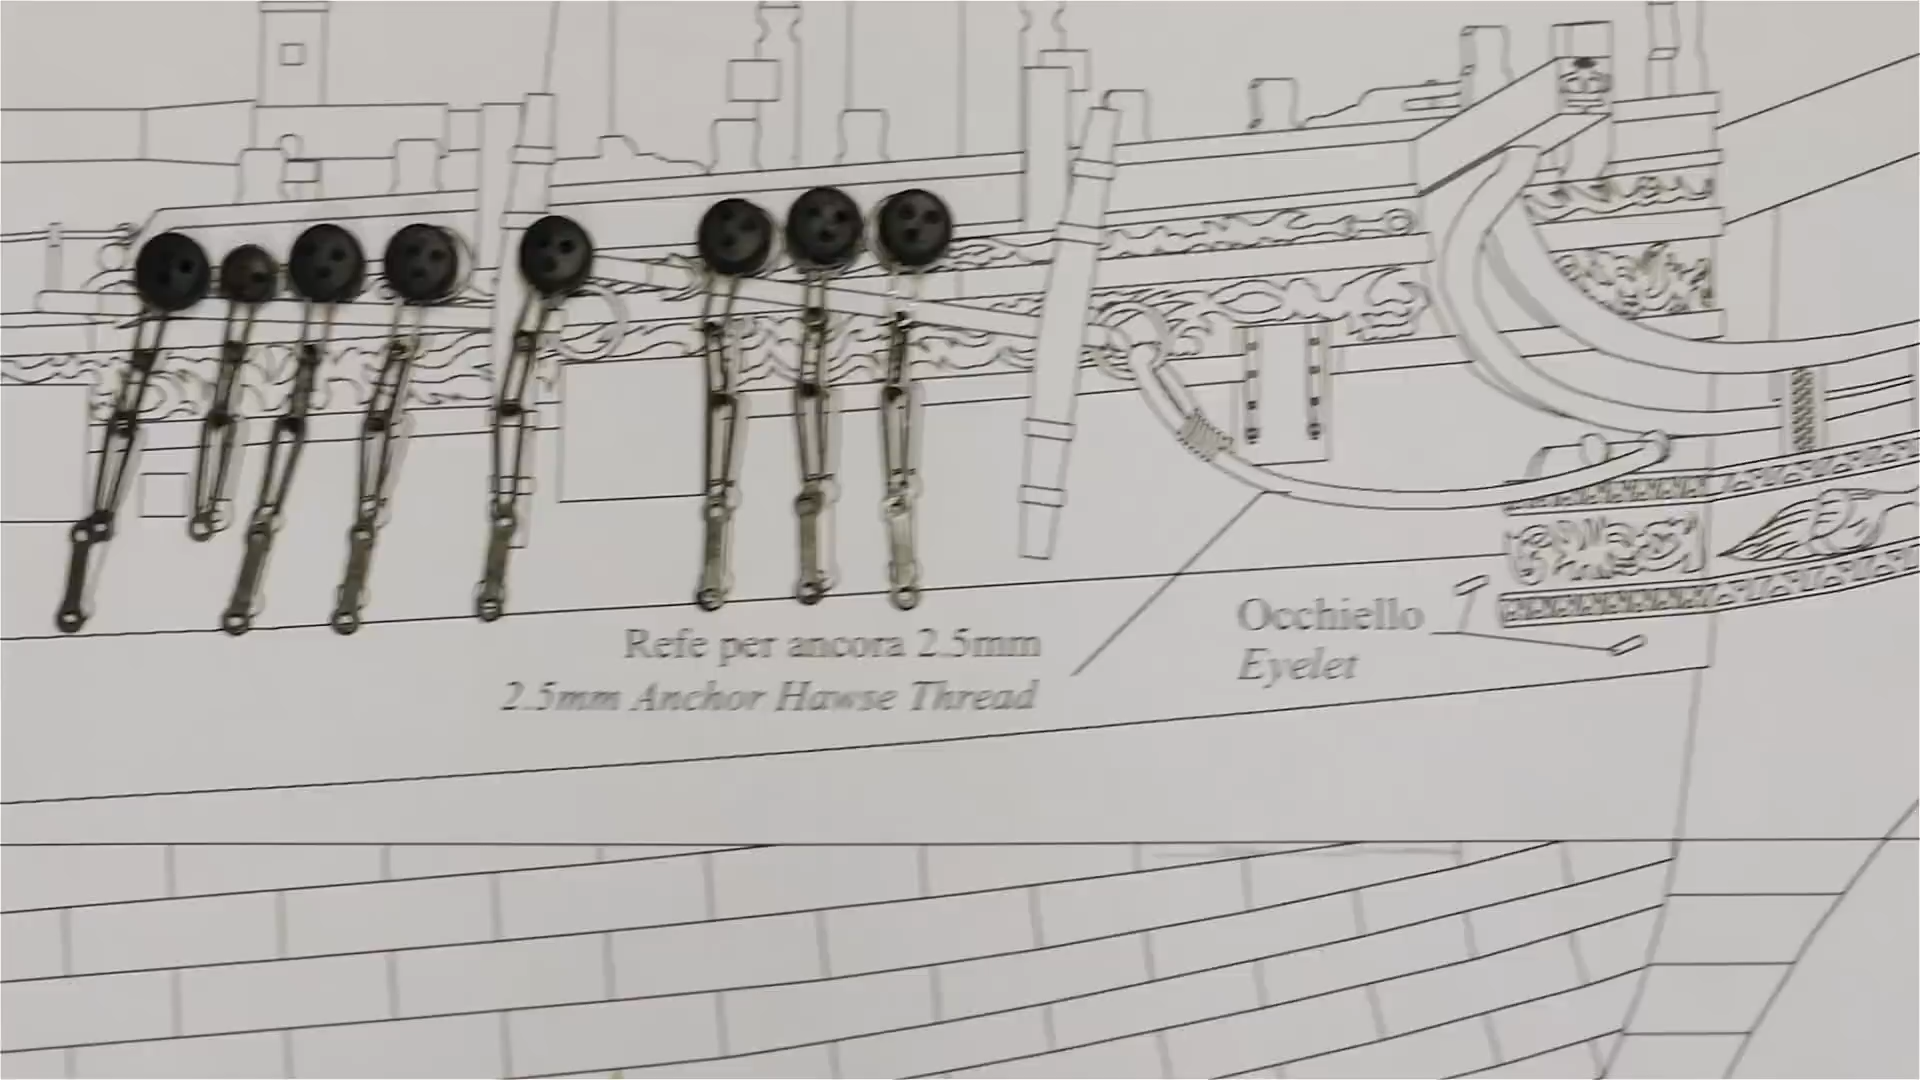 Refe per ancora 2.5mm
2.5mm Anchor Hawse Thread
Occhiello
Eyelet